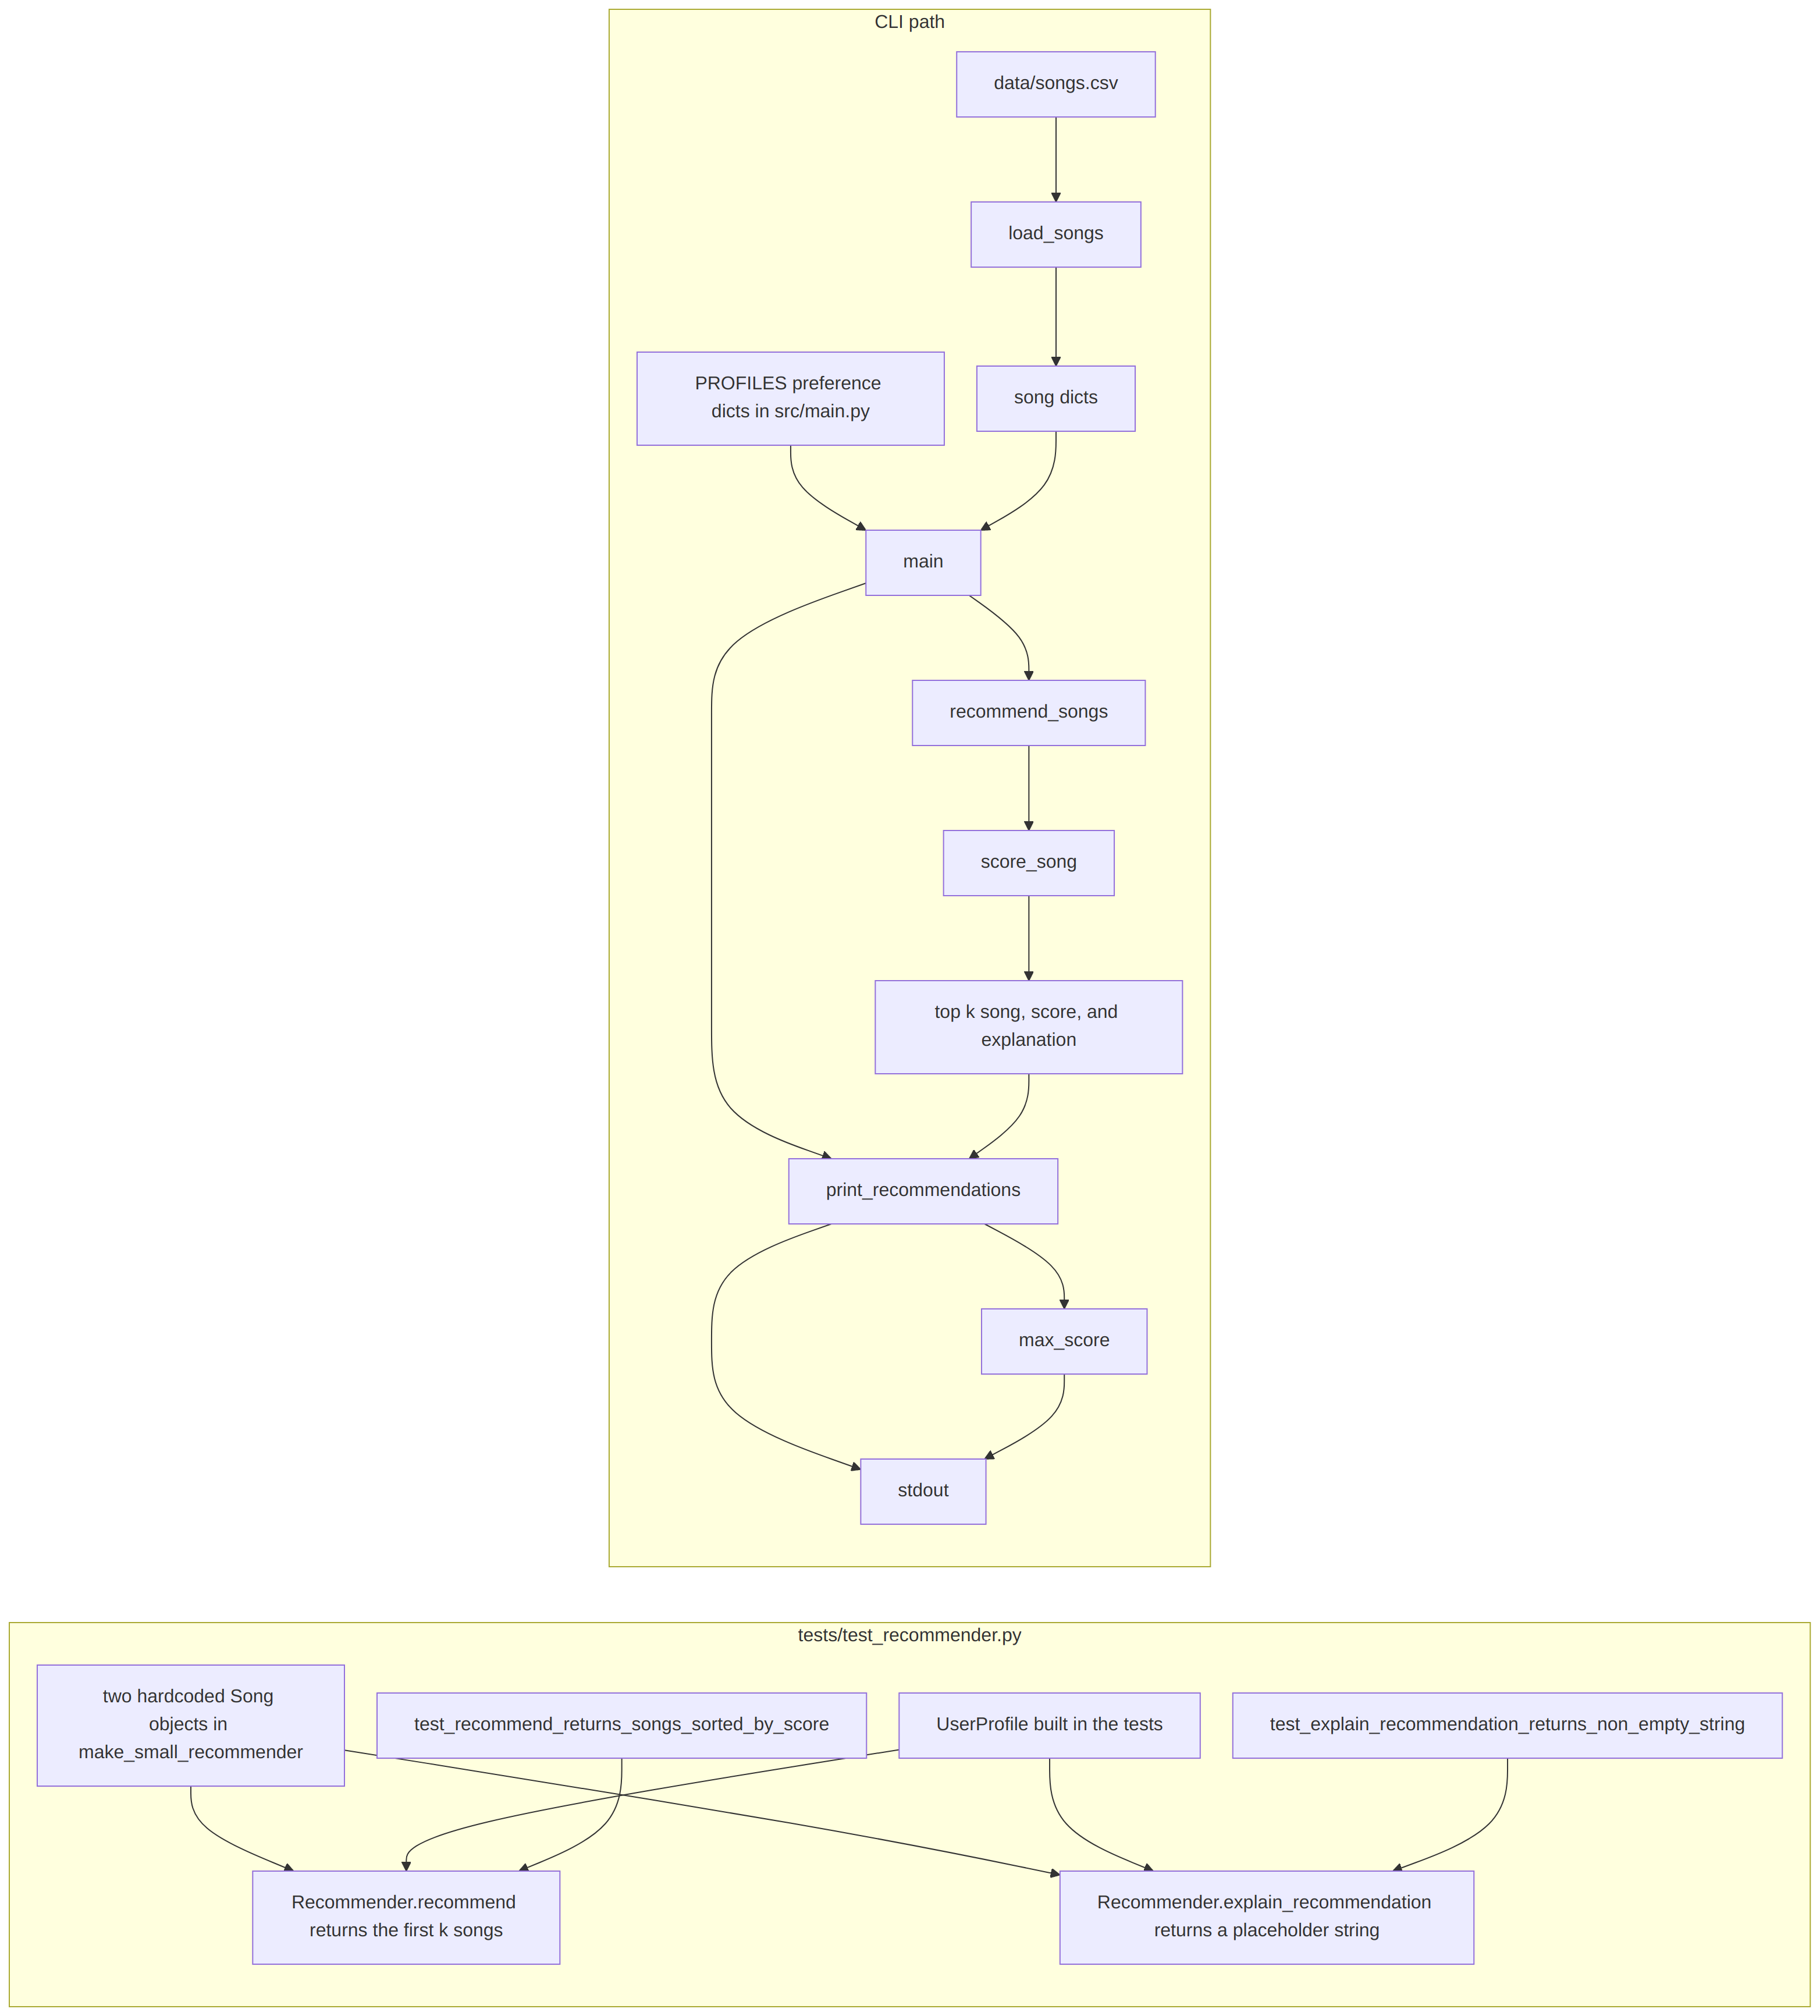 CLI path
data/songs.csv
load_songs
PROFILES preference
dicts in src/main.py
song dicts
main
recommend_songs
score_song
top k song, score, and
explanation
print_recommendations
max_score
stdout
tests/test_recommender.py
two hardcoded Song
objects in
make_small_recommender
test_recommend_returns_songs_sorted_by_score
UserProfile built in the tests
test_explain_recommendation_returns_non_empty_string
Recommender.recommend
returns the first k songs
Recommender.explain_recommendation
returns a placeholder string